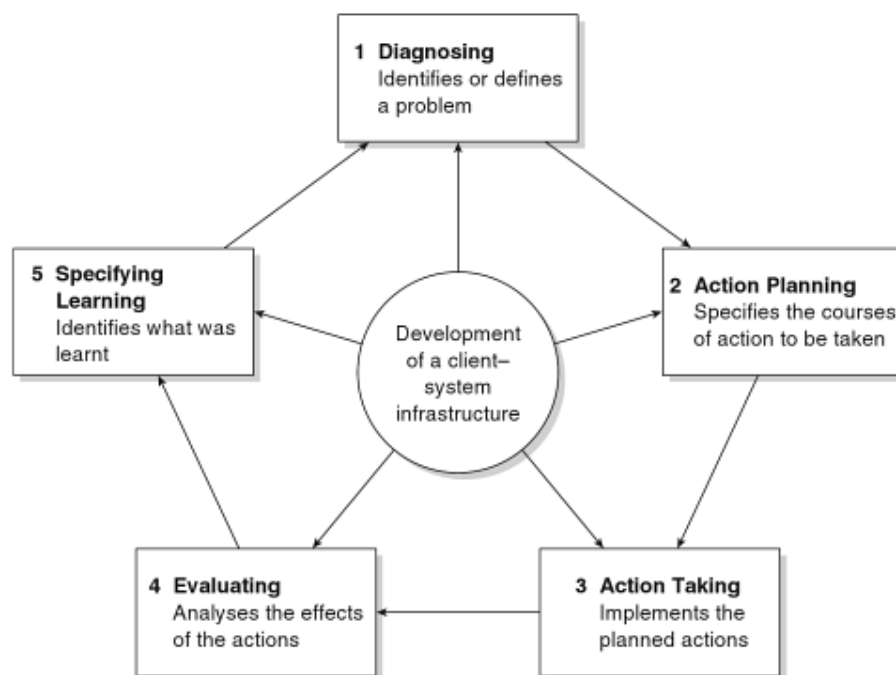 1 Diagnosing
Identifies or defines
a problem
5 Specifying
Learning
Identifies what was
learnt
2 Action Planning
Specifies the courses
of action to be taken
Development
of a client–
system
infrastructure
4 Evaluating
Analyses the effects
of the actions
3 Action Taking
Implements the
planned actions